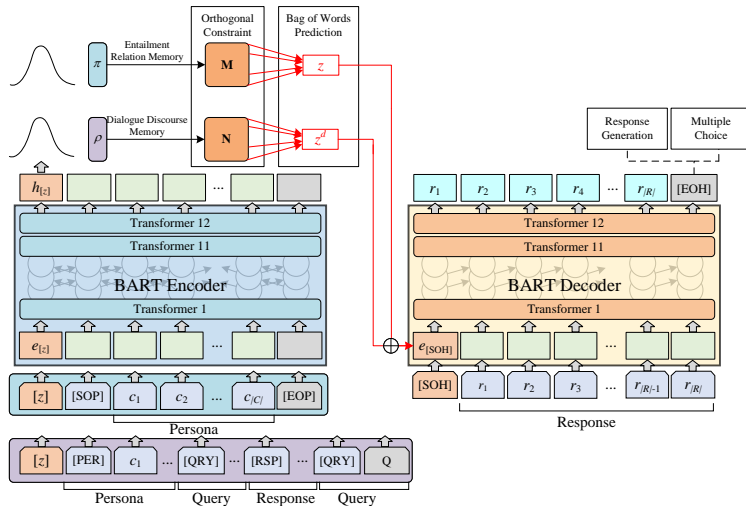 Orthogonal
Constraint
Bag of Words
Prediction
Entailment
Relation Memory
π
M
z
Dialogue Discourse
Memory
ρ
N
z^d
Response
Generation
Multiple
Choice
h[z]
...
r1 r2 r3 r4 ... r|R| [EOH]
Transformer 12
Transformer 11
BART Encoder
Transformer 1
e[z]
...
Transformer 12
Transformer 11
BART Decoder
Transformer 1
e[SOH]
...
[z] [SOP] c1 c2 ... c|C| [EOP]
Persona
[SOH] r1 r2 r3 ... r|R|-1 r|R|
Response
[z] [PER] c1 ... [QRY] ... [RSP] ... [QRY] Q
Persona Query Response Query